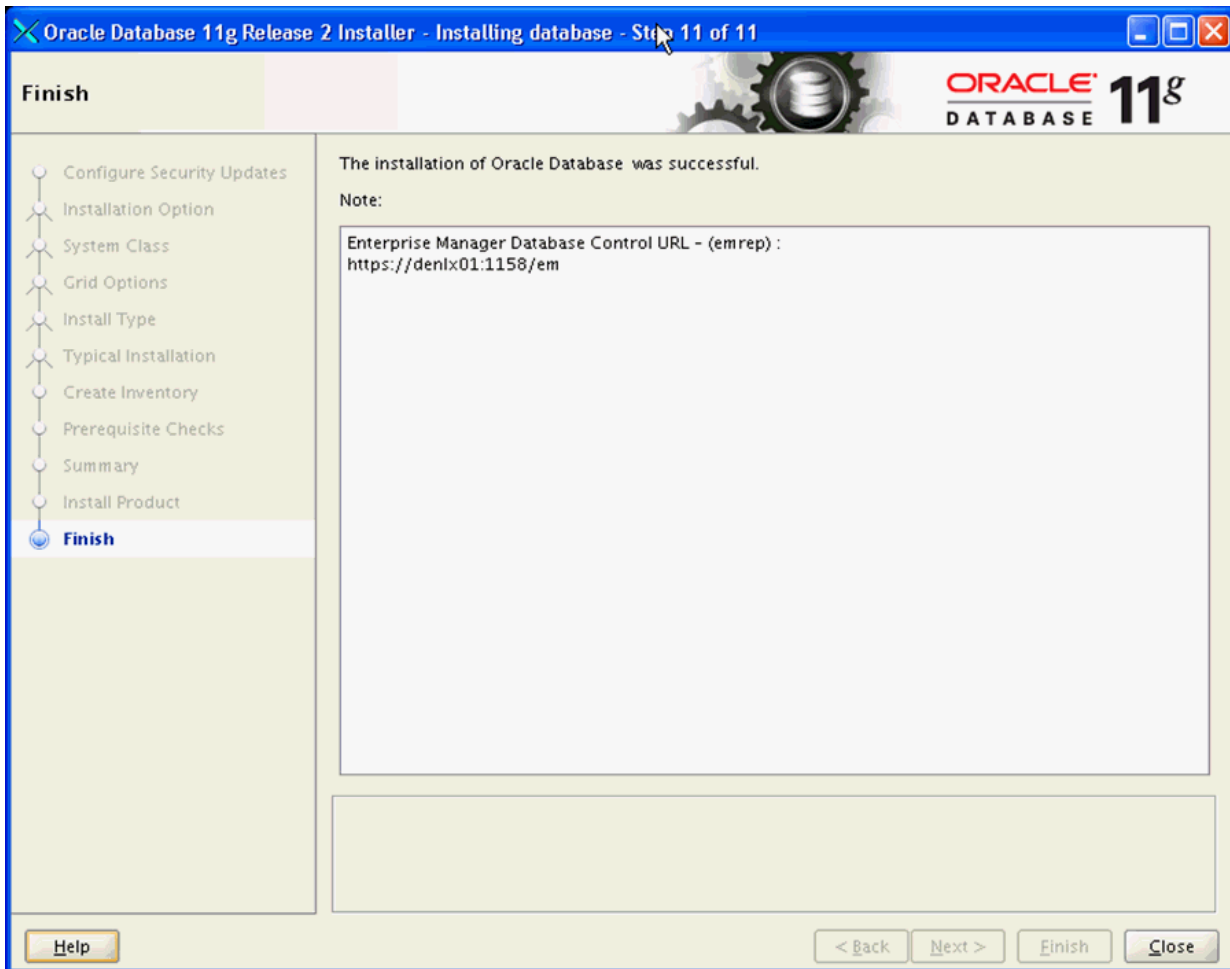 Oracle Database 11g Release 2 Installer - Installing database - Step 11 of 11
Finish
ORACLE
DATABASE
11g
Configure Security Updates
Installation Option
System Class
Grid Options
Install Type
Typical Installation
Create Inventory
Prerequisite Checks
Summary
Install Product
Finish
The installation of Oracle Database was successful.
Note:
Enterprise Manager Database Control URL - (emrep) :
https://denlx01:1158/em
Help
< Back
Next >
Finish
Close